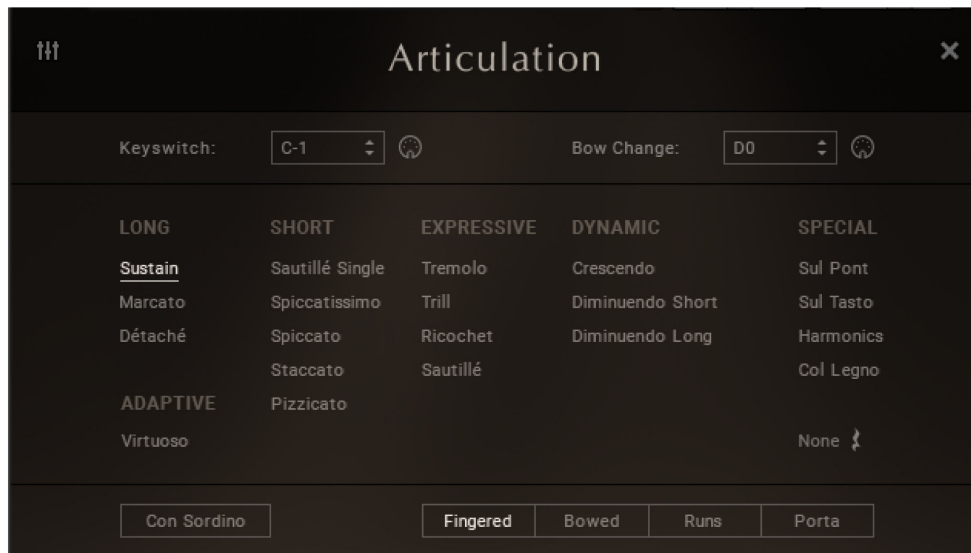 Articulation
Keyswitch: C-1 Bow Change: D0
LONG SHORT EXPRESSIVE DYNAMIC SPECIAL
Sustain Sautillé Single Tremolo Crescendo Sul Pont
Marcato Spiccatissimo Trill Diminuendo Short Sul Tasto
Détaché Spiccato Ricochet Diminuendo Long Harmonics
Staccato Sautillé Col Legno
ADAPTIVE Pizzicato
Virtuoso None
Con Sordino Fingered Bowed Runs Porta